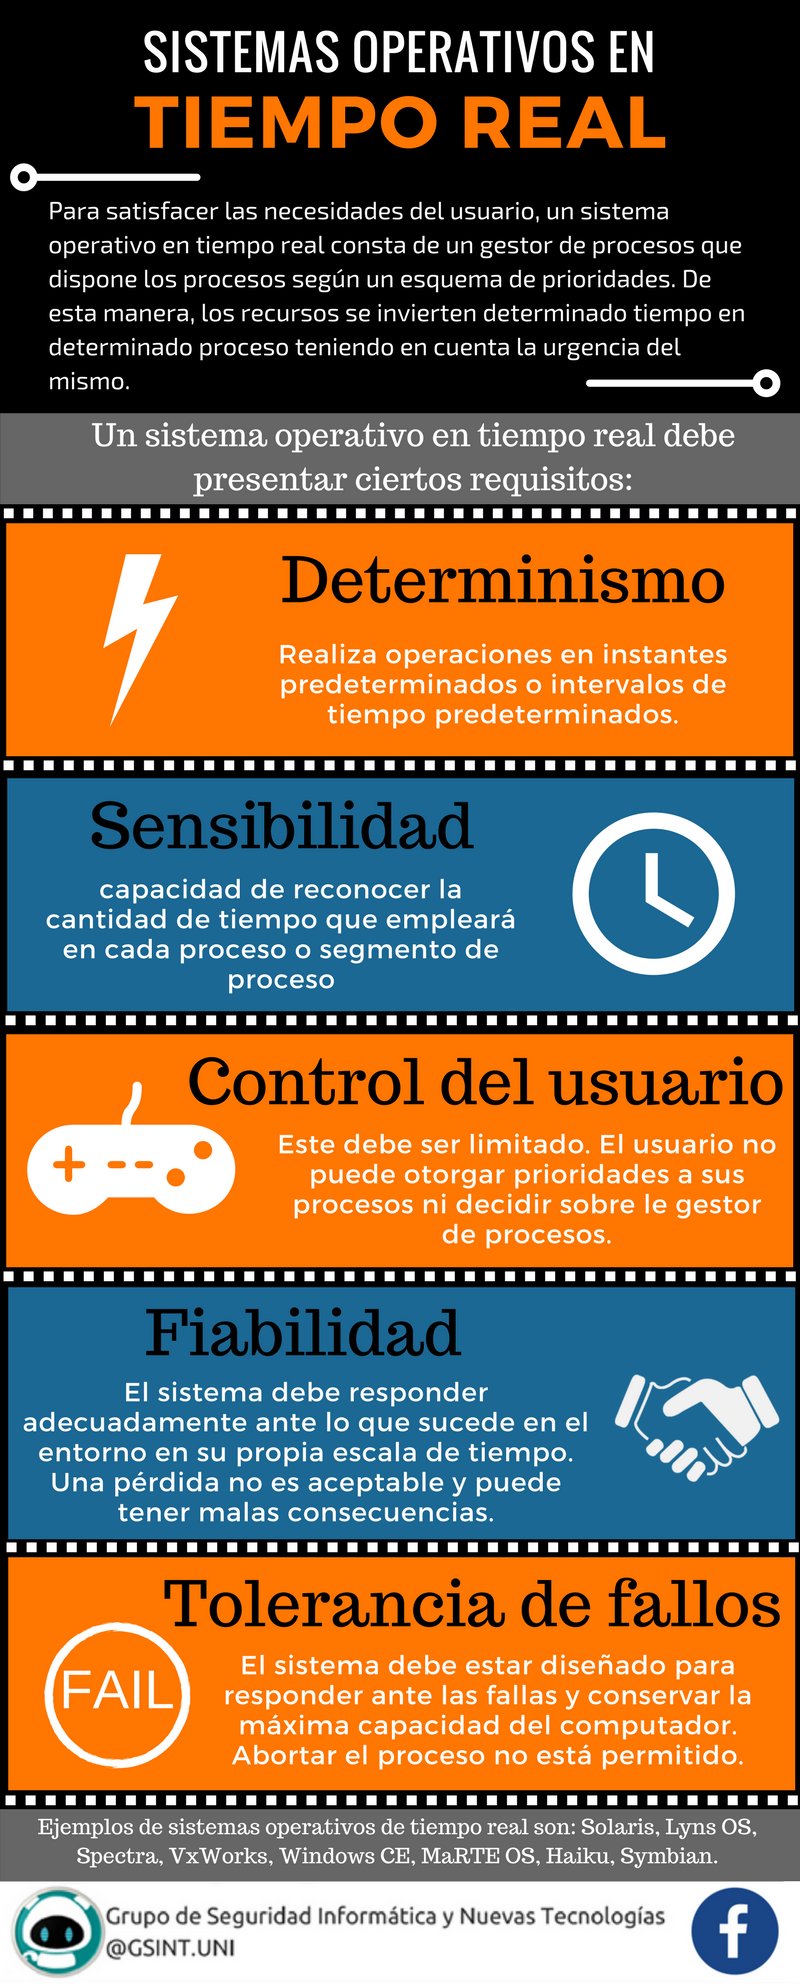 SISTEMAS OPERATIVOS EN
TIEMPO REAL
Para satisfacer las necesidades del usuario, un sistema
operativo en tiempo real consta de un gestor de procesos que
dispone los procesos según un esquema de prioridades. De
esta manera, los recursos se invierten determinado tiempo en
determinado proceso teniendo en cuenta la urgencia del
mismo.
Un sistema operativo en tiempo real debe
presentar ciertos requisitos:
Determinismo
Realiza operaciones en instantes
predeterminados o intervalos de
tiempo predeterminados.
Sensibilidad
capacidad de reconocer la
cantidad de tiempo que empleará
en cada proceso o segmento de
proceso
Control del usuario
Este debe ser limitado. El usuario no
puede otorgar prioridades a sus
procesos ni decidir sobre le gestor
de procesos.
Fiabilidad
El sistema debe responder
adecuadamente ante lo que sucede en el
entorno en su propia escala de tiempo.
Una pérdida no es aceptable y puede
tener malas consecuencias.
Tolerancia de fallos
FAIL
El sistema debe estar diseñado para
responder ante las fallas y conservar la
máxima capacidad del computador.
Abortar el proceso no está permitido.
Ejemplos de sistemas operativos de tiempo real son: Solaris, Lyns OS,
Spectra, VxWorks, Windows CE, MaRTE OS, Haiku, Symbian.
Grupo de Seguridad Informática y Nuevas Tecnologías
@GSINT.UNI
f